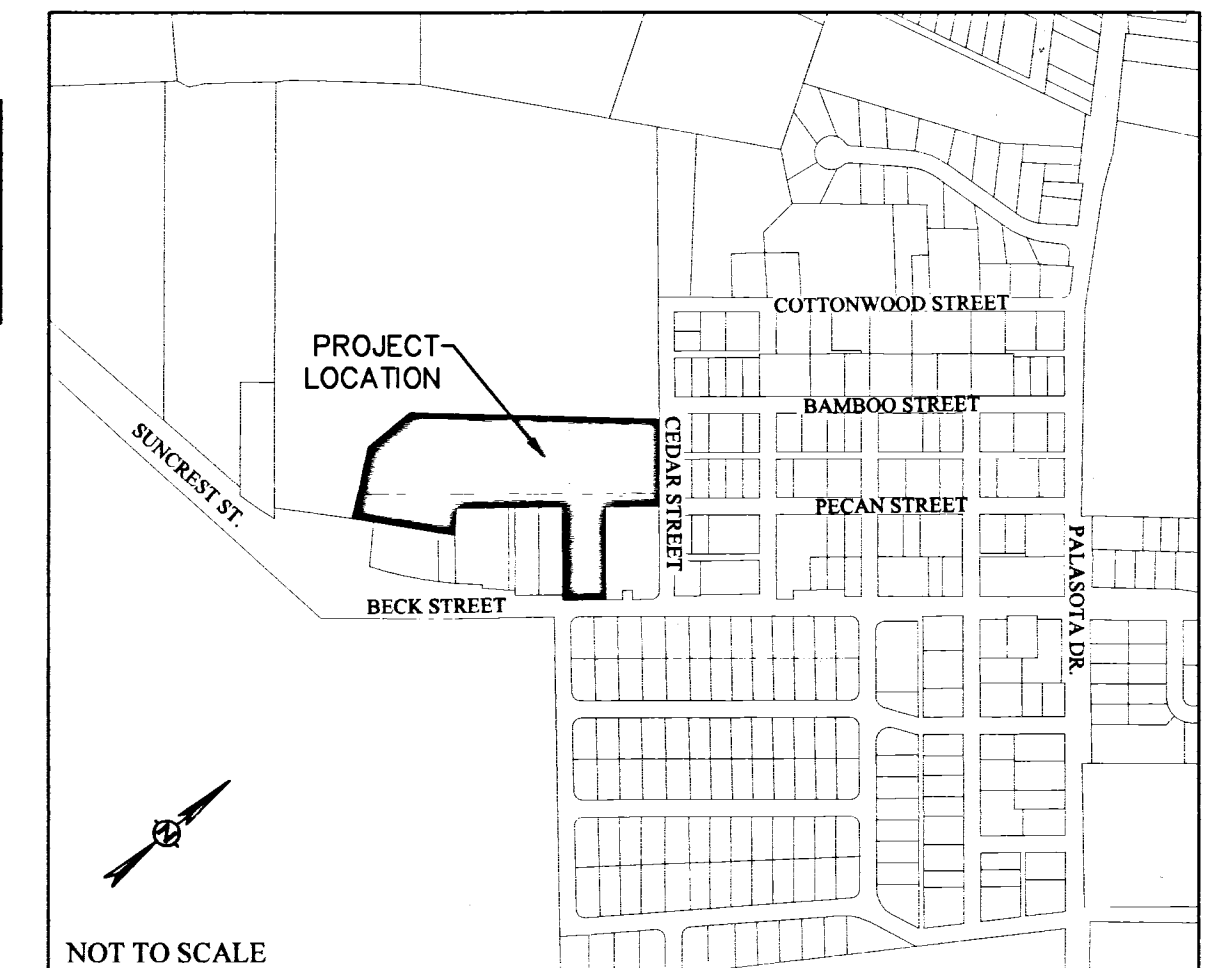 COTTONWOOD STREET
PROJECT
LOCATION
BAMBOO STREET
SUNCREST ST.
CEDAR STREET
PECAN STREET
PALASOTA DR.
BECK STREET
N
NOT TO SCALE